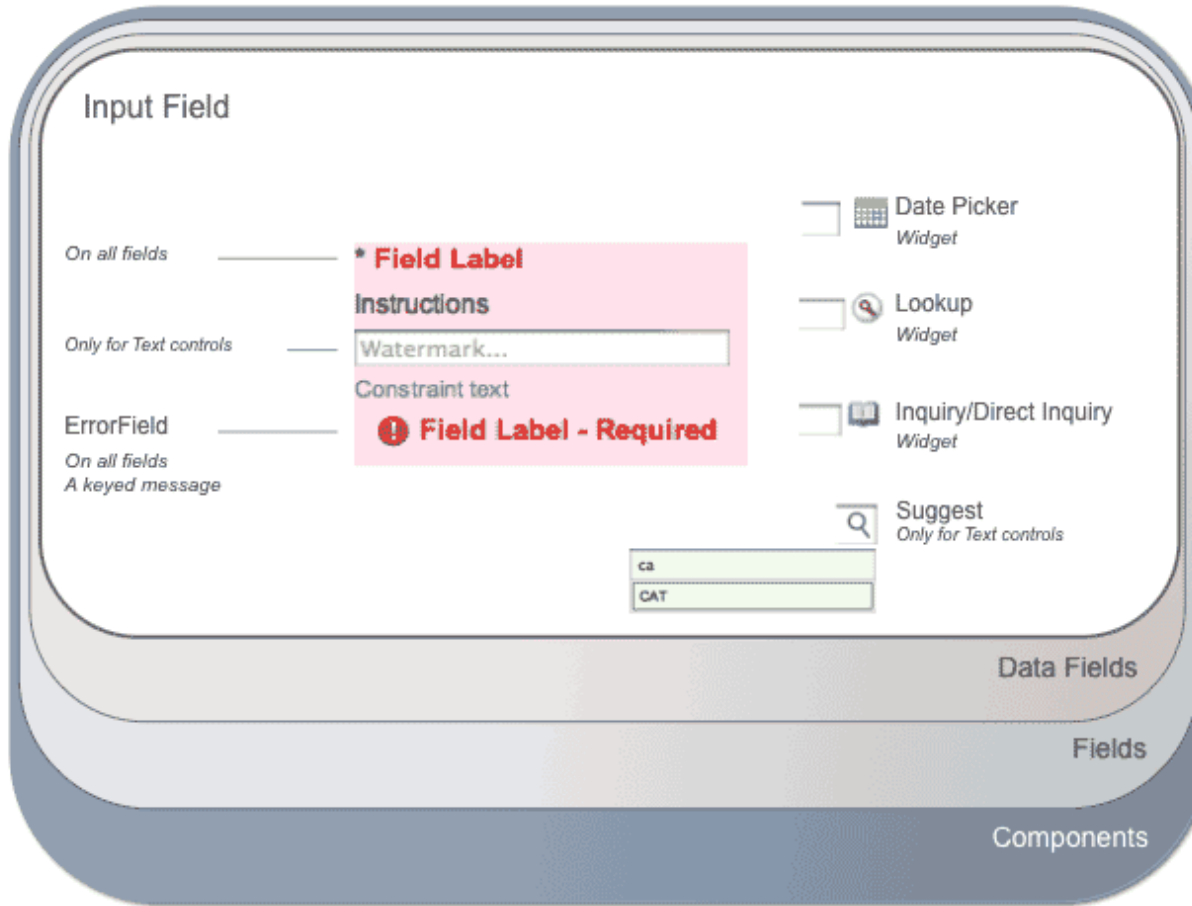 Input Field
On all fields
* Field Label
Instructions
Only for Text controls
Watermark...
Constraint text
ErrorField
On all fields
A keyed message
Field Label - Required
Date Picker
Widget
Lookup
Widget
Inquiry/Direct Inquiry
Widget
Suggest
Only for Text controls
ca
CAT
Data Fields
Fields
Components